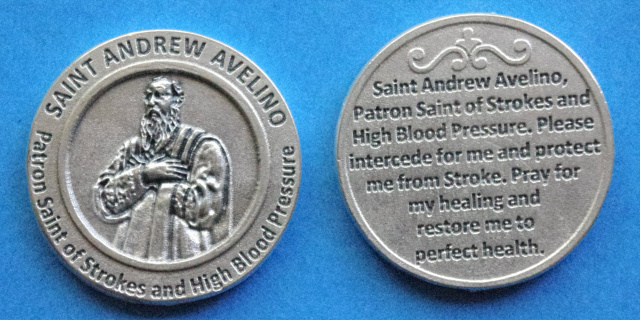 SAINT ANDREW AVELINO
Patron Saint of Strokes and High Blood Pressure
Saint Andrew Avelino,
Patron Saint of Strokes and
High Blood Pressure. Please
intercede for me and protect
me from Stroke. Pray for
my healing and
restore me to
perfect health.